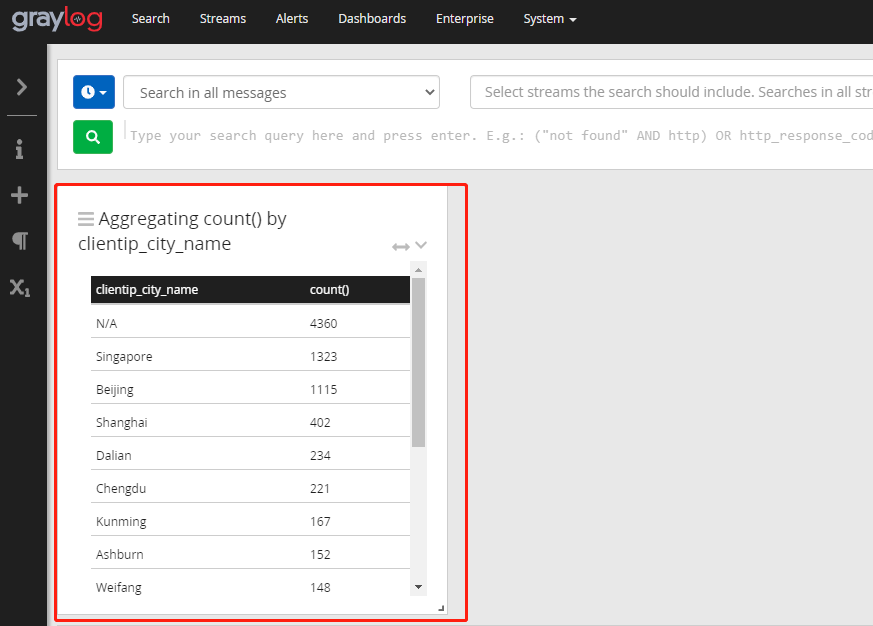 graylog Search Streams Alerts Dashboards Enterprise System
Search in all messages Select streams the search should include. Searches in all str
Type your search query here and press enter. E.g.: ("not found" AND http) OR http_response_cod
Aggregating count() by
clientip_city_name
clientip_city_name count()
N/A 4360
Singapore 1323
Beijing 1115
Shanghai 402
Dalian 234
Chengdu 221
Kunming 167
Ashburn 152
Weifang 148
X₁